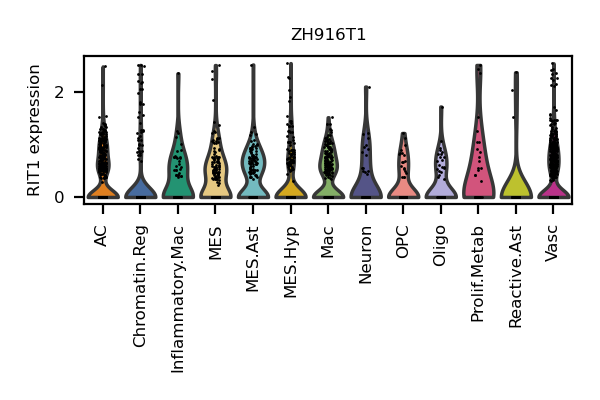 ZH916T1
RIT1 expression
2
0
AC
Chromatin.Reg
Inflammatory.Mac
MES
MES.Ast
MES.Hyp
Mac
Neuron
OPC
Oligo
Prolif.Metab
Reactive.Ast
Vasc